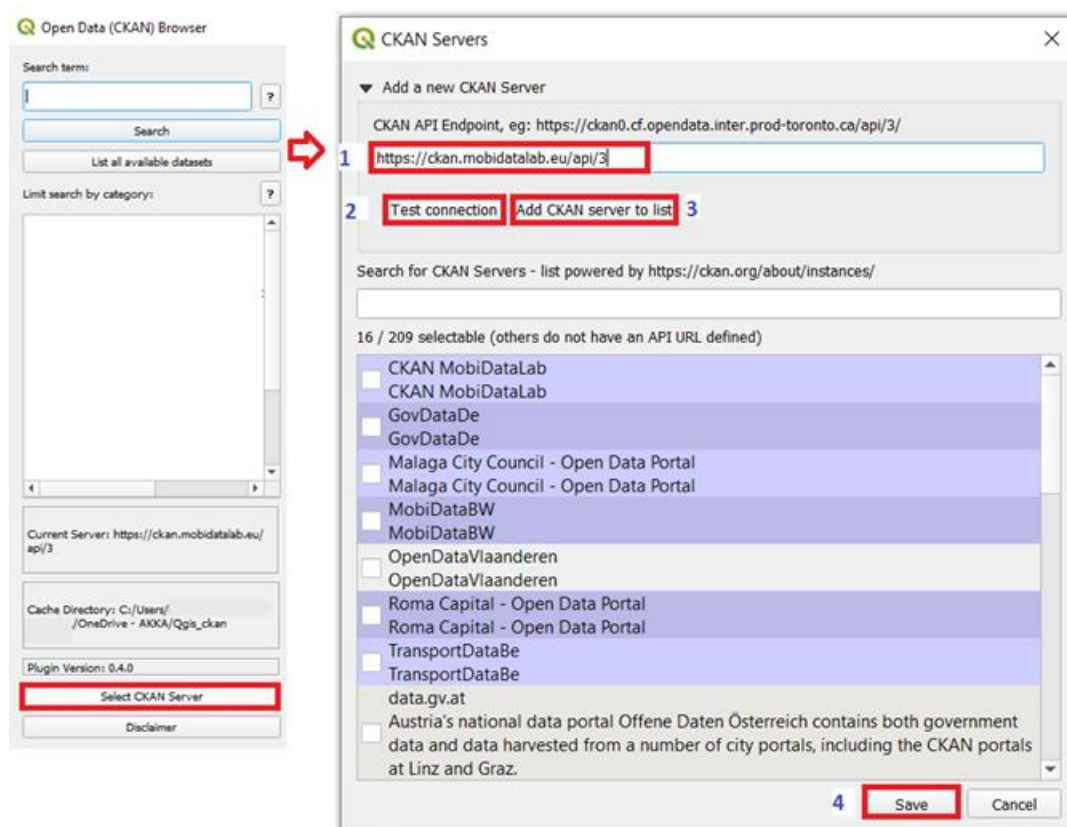 Open Data (CKAN) Browser
Search term:
?
Search
List all available datasets
Limit search by category:
?
Current Server: https://ckan.mobidatalab.eu/
api/3
Cache Directory: C:/Users/
/OneDrive - AKKA/Qgis_ckan
Plugin Version: 0.4.0
Select CKAN Server
Disclaimer
CKAN Servers
Add a new CKAN Server
CKAN API Endpoint, eg: https://ckan0.cf.opendata.inter.prod-toronto.ca/api/3/
1 https://ckan.mobidatalab.eu/api/3
2 Test connection Add CKAN server to list 3
Search for CKAN Servers - list powered by https://ckan.org/about/instances/
16 / 209 selectable (others do not have an API URL defined)
CKAN MobiDataLab
CKAN MobiDataLab
GovDataDe
GovDataDe
Malaga City Council - Open Data Portal
Malaga City Council - Open Data Portal
MobiDataBW
MobiDataBW
OpenDataVlaanderen
OpenDataVlaanderen
Roma Capital - Open Data Portal
Roma Capital - Open Data Portal
TransportDataBe
TransportDataBe
data.gv.at
Austria's national data portal Offene Daten Österreich contains both government
data and data harvested from a number of city portals, including the CKAN portals
at Linz and Graz.
4 Save Cancel